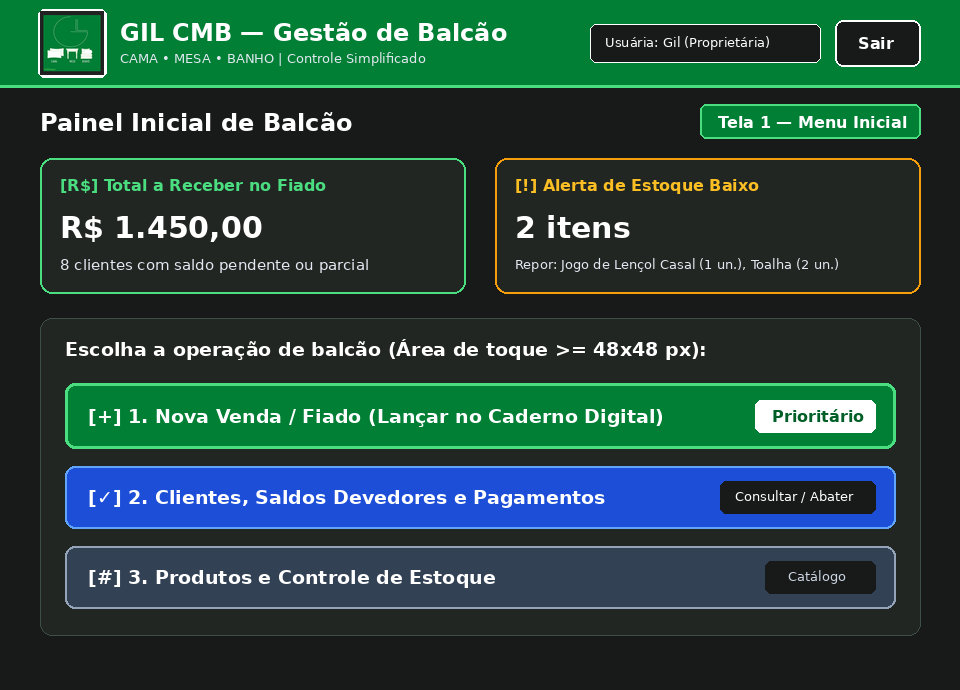 GIL CMB — Gestão de Balcão
CAMA • MESA • BANHO | Controle Simplificado
Usuária: Gil (Proprietária)
Sair
Painel Inicial de Balcão
Tela 1 — Menu Inicial
[R$] Total a Receber no Fiado
R$ 1.450,00
8 clientes com saldo pendente ou parcial
[!] Alerta de Estoque Baixo
2 itens
Repor: Jogo de Lençol Casal (1 un.), Toalha (2 un.)
Escolha a operação de balcão (Área de toque >= 48x48 px):
[+] 1. Nova Venda / Fiado (Lançar no Caderno Digital)
Prioritário
[✓] 2. Clientes, Saldos Devedores e Pagamentos
Consultar / Abater
[#] 3. Produtos e Controle de Estoque
Catálogo